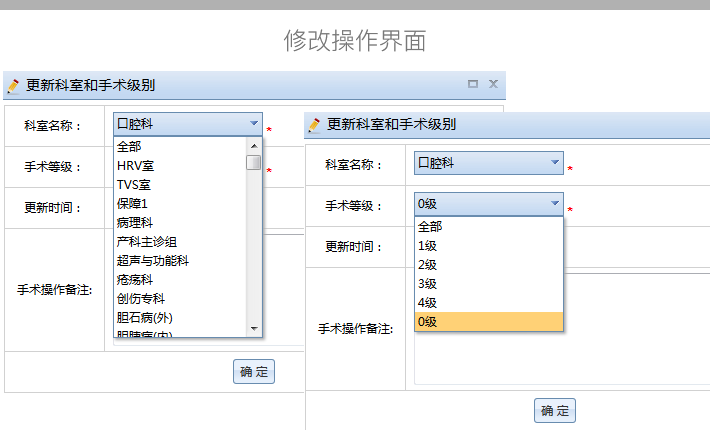 修改操作界面
更新科室和手术级别
科室名称：
口腔科
*
手术等级：
*
更新时间：
手术操作备注:
全部
HRV室
TVS室
保障1
病理科
产科主诊组
超声与功能科
疮疡科
创伤专科
胆石病(外)
胆胰病(内)
确 定
更新科室和手术级别
科室名称：
口腔科
*
手术等级：
0级
*
更新时间：
手术操作备注:
全部
1级
2级
3级
4级
0级
确 定